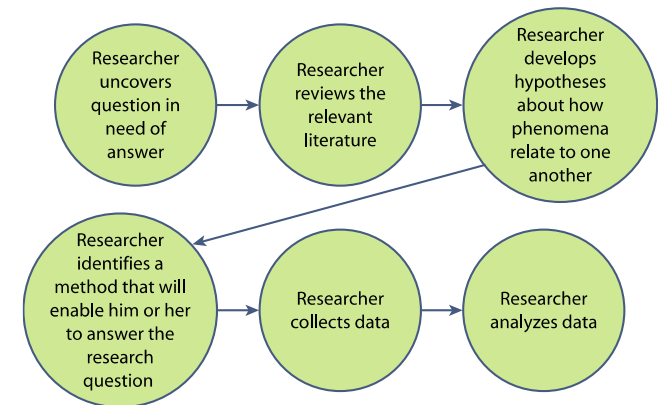 Researcher
uncovers
question in
need of
answer
Researcher
reviews the
relevant
literature
Researcher
develops
hypotheses
about how
phenomena
relate to one
another
Researcher
identifies a
method that will
enable him or her
to answer the
research
question
Researcher
collects data
Researcher
analyzes data